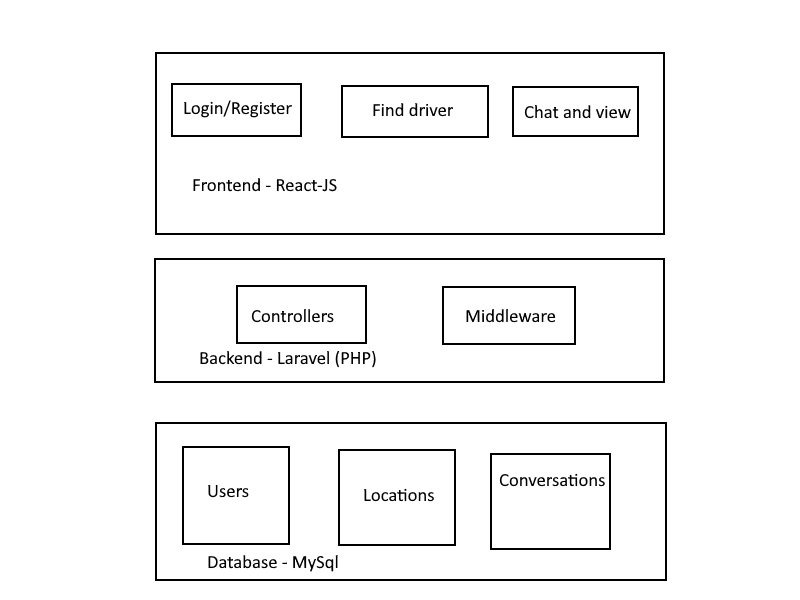 Login/Register
Find driver
Chat and view
Frontend - React-JS
Controllers
Middleware
Backend - Laravel (PHP)
Users
Locations
Conversations
Database - MySql